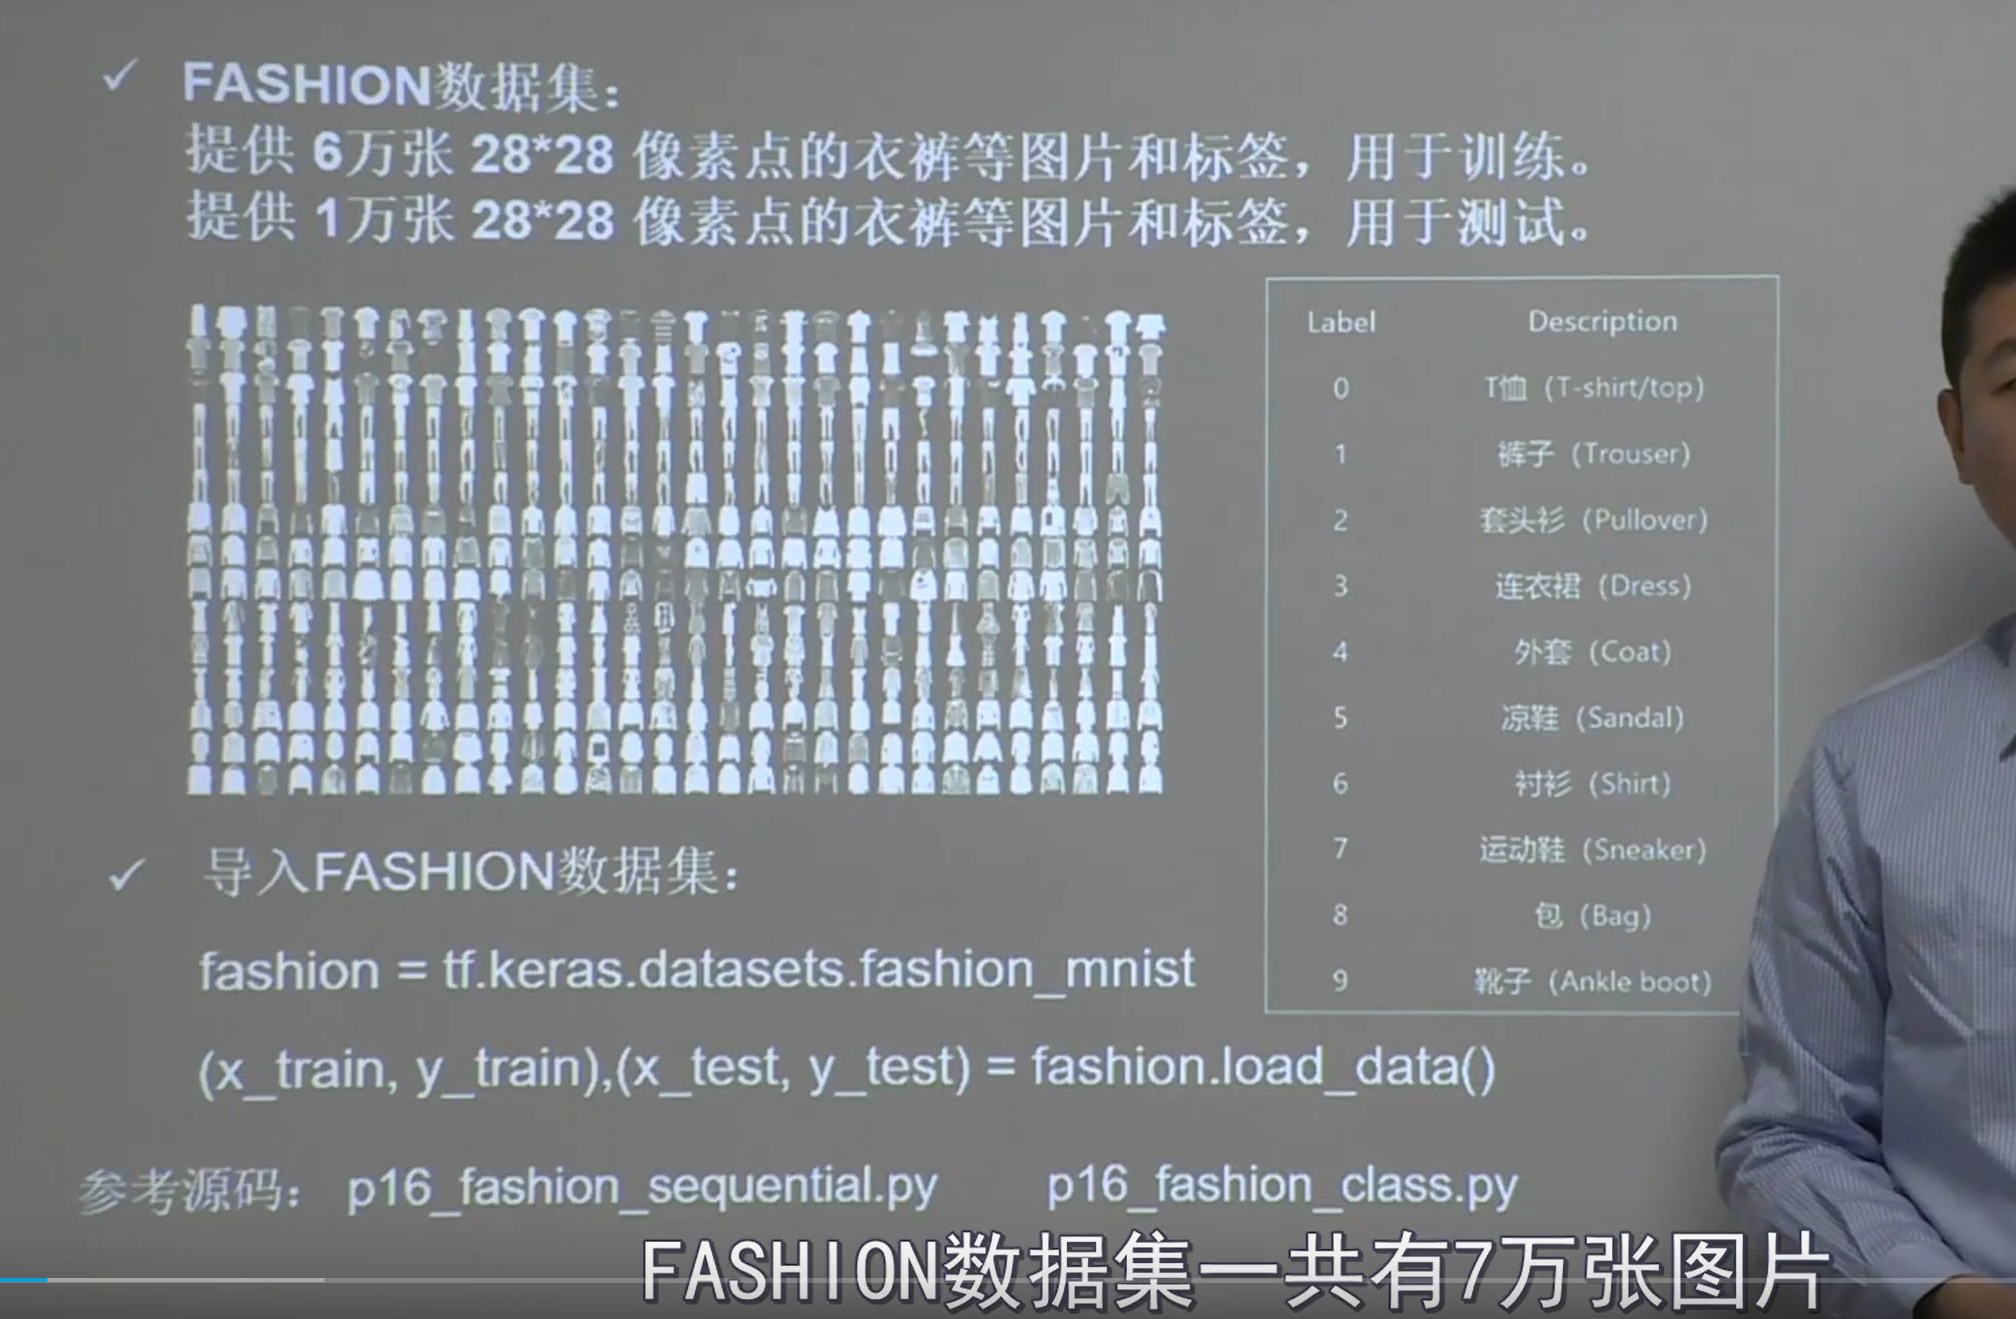 ✓ FASHION数据集：
提供 6万张 28*28 像素点的衣裤等图片和标签，用于训练。
提供 1万张 28*28 像素点的衣裤等图片和标签，用于测试。
Label Description
0 T恤（T-shirt/top）
1 裤子（Trouser）
2 套头衫（Pullover）
3 连衣裙（Dress）
4 外套（Coat）
5 凉鞋（Sandal）
6 衬衫（Shirt）
7 运动鞋（Sneaker）
8 包（Bag）
9 靴子（Ankle boot）
✓ 导入FASHION数据集：
fashion = tf.keras.datasets.fashion_mnist
(x_train, y_train),(x_test, y_test) = fashion.load_data()
参考源码： p16_fashion_sequential.py p16_fashion_class.py
FASHION数据集一共有7万张图片